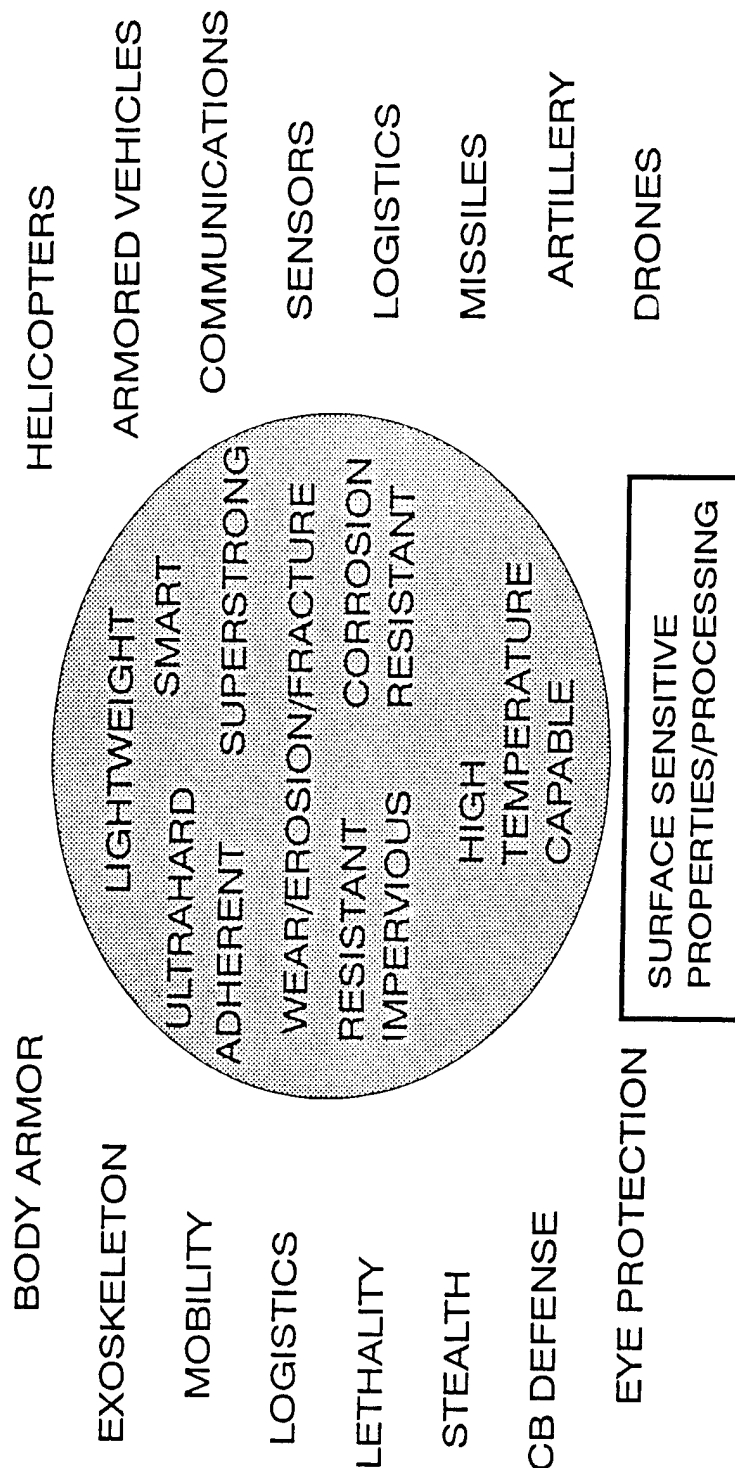 BODY ARMOR
EXOSKELETON
MOBILITY
LOGISTICS
LETHALITY
STEALTH
CB DEFENSE
EYE PROTECTION
LIGHTWEIGHT
ULTRAHARD SMART
ADHERENT SUPERSTRONG
WEAR/EROSION/FRACTURE
RESISTANT CORROSION
IMPERVIOUS RESISTANT
HIGH
TEMPERATURE
CAPABLE
SURFACE SENSITIVE
PROPERTIES/PROCESSING
HELICOPTERS
ARMORED VEHICLES
COMMUNICATIONS
SENSORS
LOGISTICS
MISSILES
ARTILLERY
DRONES